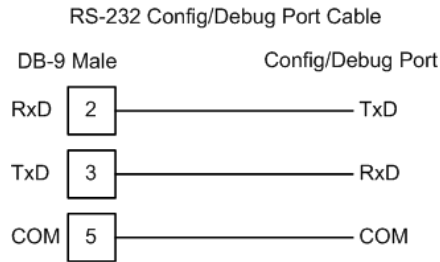 RS-232 Config/Debug Port Cable
DB-9 Male Config/Debug Port
RxD 2 TxD
TxD 3 RxD
COM 5 COM